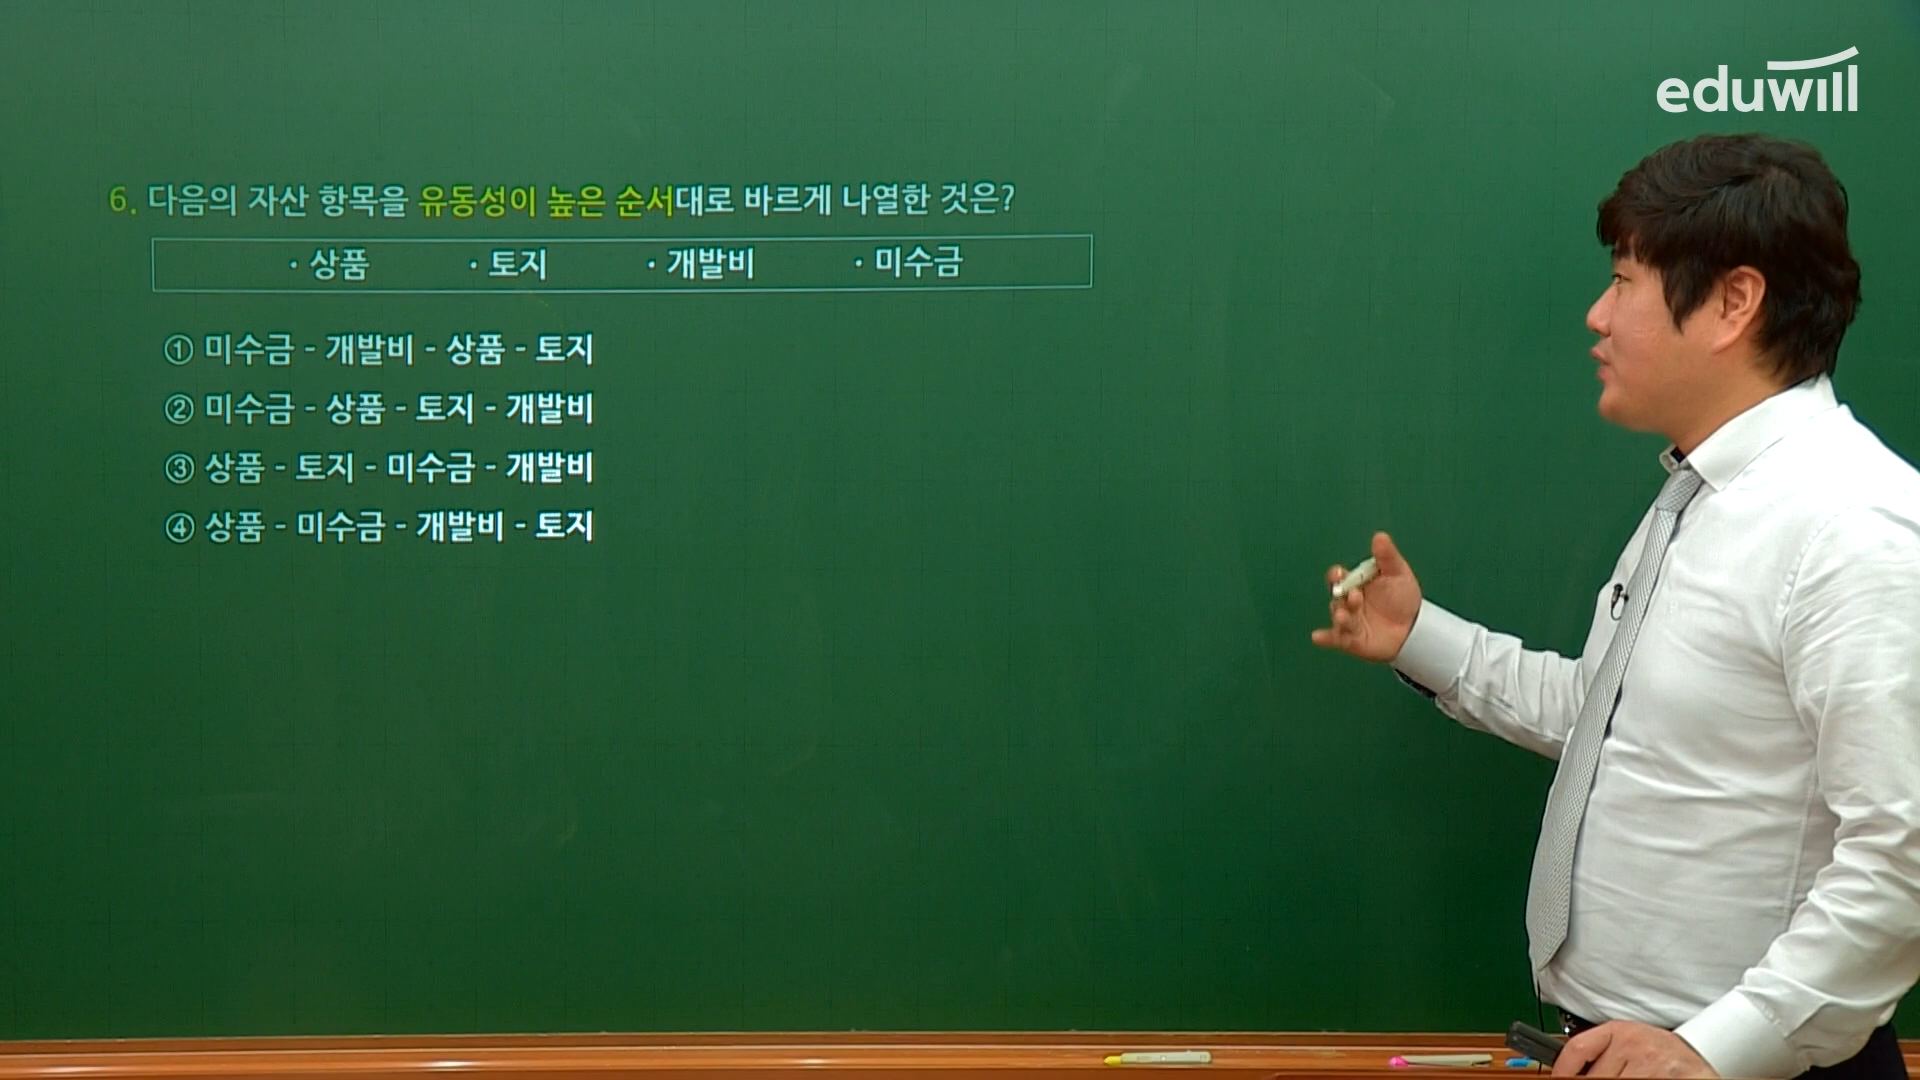 eduwill
6. 다음의 자산 항목을 유동성이 높은 순서대로 바르게 나열한 것은?
· 상품 · 토지 · 개발비 · 미수금
① 미수금 - 개발비 - 상품 - 토지
② 미수금 - 상품 - 토지 - 개발비
③ 상품 - 토지 - 미수금 - 개발비
④ 상품 - 미수금 - 개발비 - 토지